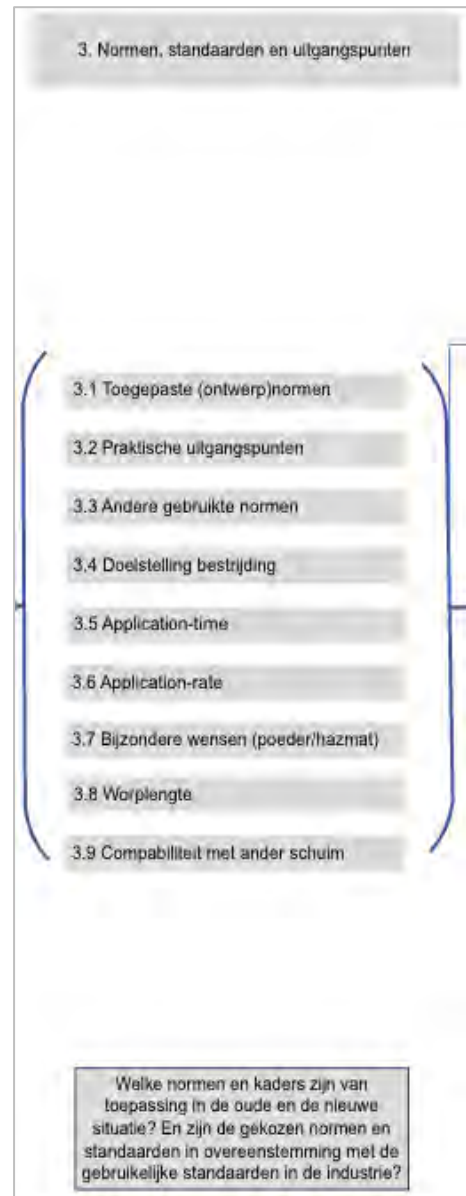 3. Normen, standaarden en uitgangspunten
3.1 Toegepaste (ontwerp)normen
3.2 Praktische uitgangspunten
3.3 Andere gebruikte normen
3.4 Doelstelling bestrijding
3.5 Application-time
3.6 Application-rate
3.7 Bijzondere wensen (poeder/hazmat)
3.8 Worplengte
3.9 Compabiliteit met ander schuim
Welke normen en kaders zijn van
toepassing in de oude en de nieuwe
situatie? En zijn de gekozen normen en
standaarden in overeenstemming met de
gebruikelijke standaarden in de industrie?